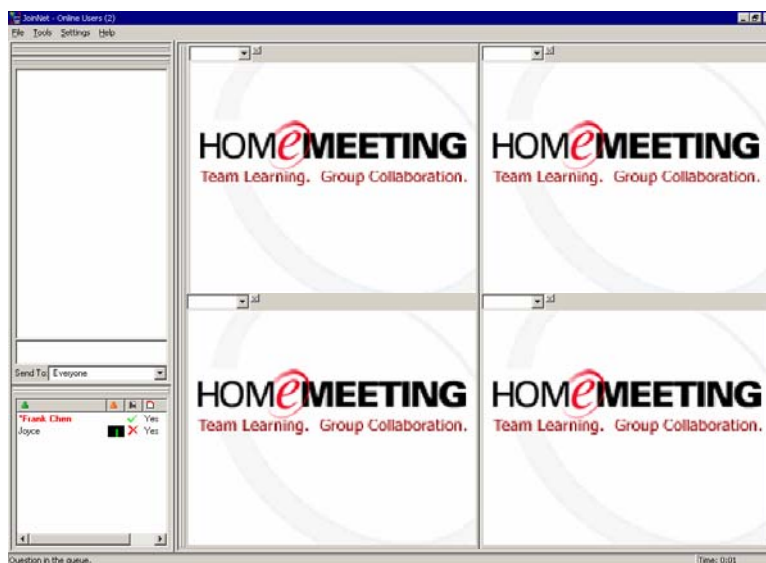 JoinNet - Online Users (2)
File Tools Settings Help
HOMeMEETING
Team Learning. Group Collaboration.
HOMeMEETING
Team Learning. Group Collaboration.
Send To: Everyone
*Frank Chen Yes
Joyce Yes
HOMeMEETING
Team Learning. Group Collaboration.
HOMeMEETING
Team Learning. Group Collaboration.
Question in the queue.
Time: 0:01